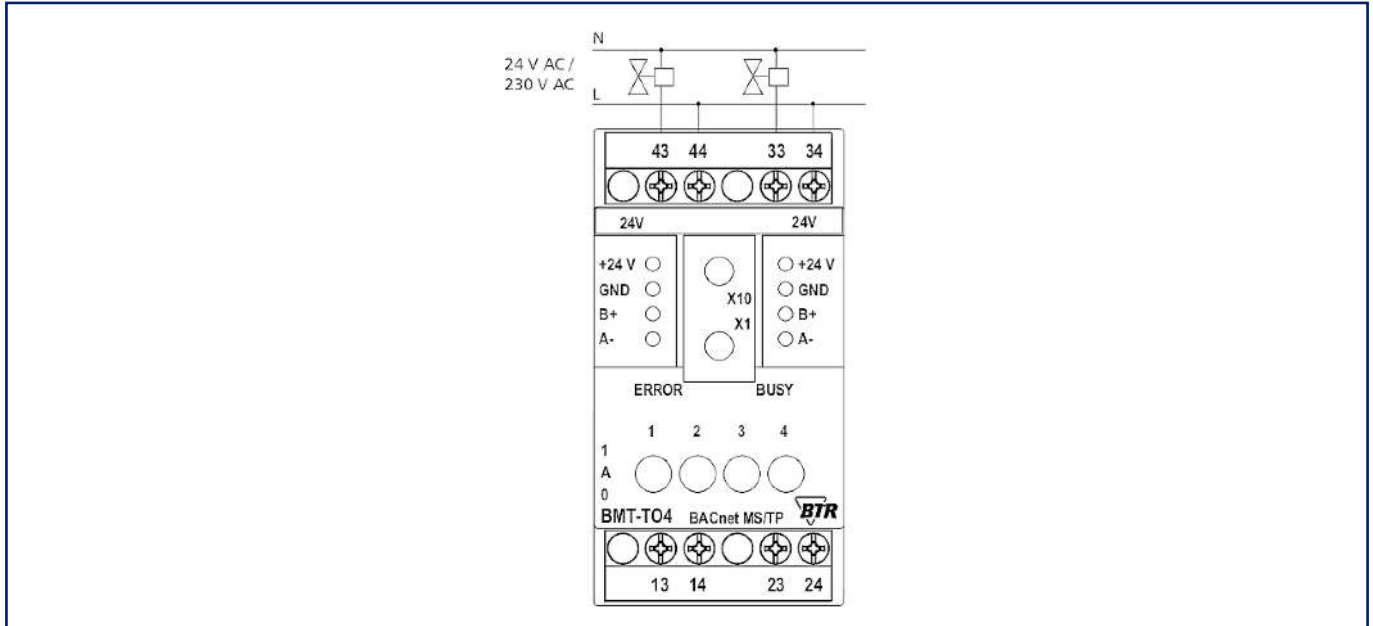 N
24 V AC /
230 V AC
L
43 44 33 34
24V 24V
+24 V +24 V
GND GND
X10
B+ B+
X1
A- A-
ERROR BUSY
1 2 3 4
1
A
0
BMT-TO4 BACnet MS/TP BTR
13 14 23 24